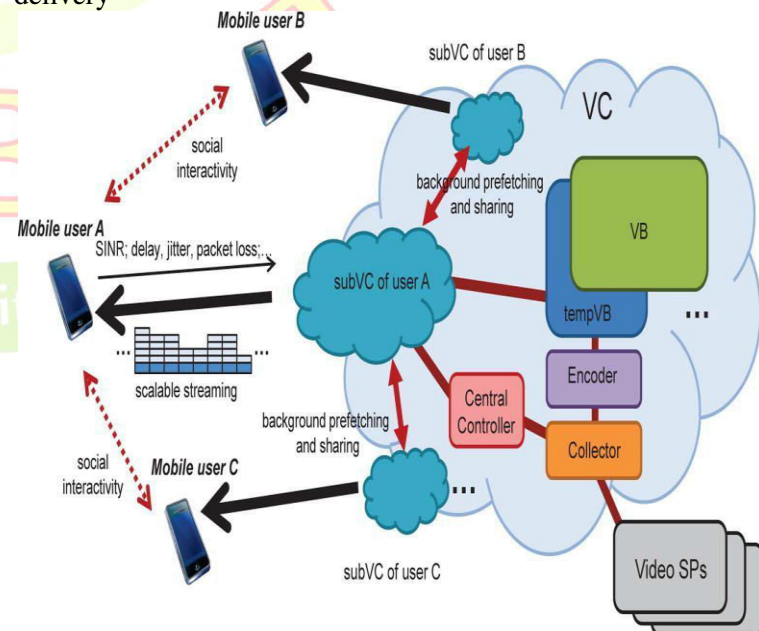 delivery
Mobile user B
subVC of user B
VC
social
interactivity
background prefetching
and sharing
VB
Mobile user A
SINR; delay, jitter, packet loss;...
subVC of user A
tempVB
...
... ...
scalable streaming
Encoder
Central
Controller
background prefetching
and sharing
Collector
social
interactivity
Mobile user C
...
Video SPs
subVC of user C